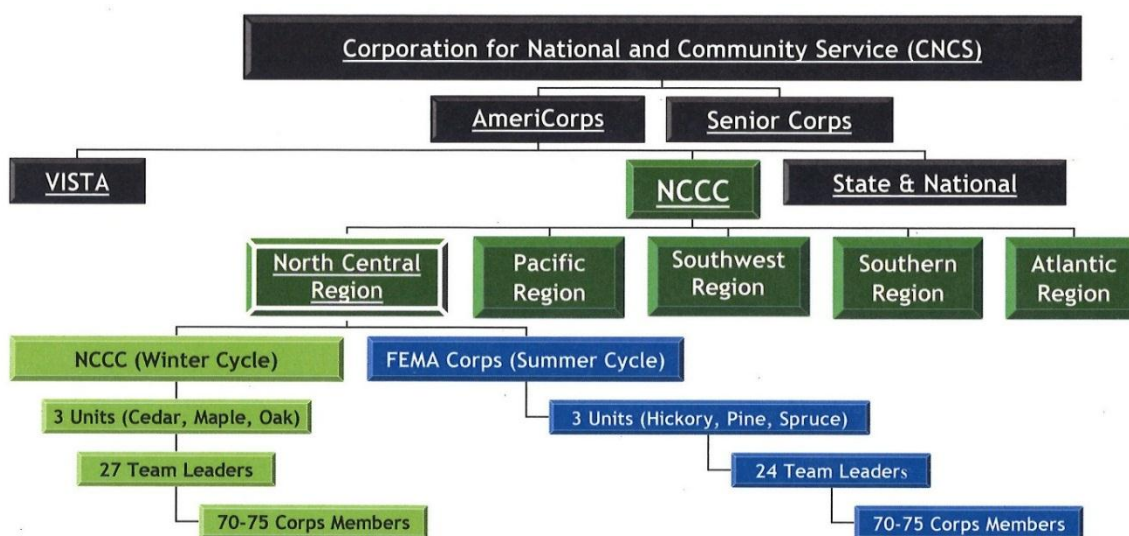 Corporation for National and Community Service (CNCS)
AmeriCorps
Senior Corps
VISTA
NCCC
State & National
North Central
Region
Pacific
Region
Southwest
Region
Southern
Region
Atlantic
Region
NCCC (Winter Cycle)
FEMA Corps (Summer Cycle)
3 Units (Cedar, Maple, Oak)
3 Units (Hickory, Pine, Spruce)
27 Team Leaders
24 Team Leaders
70-75 Corps Members
70-75 Corps Members